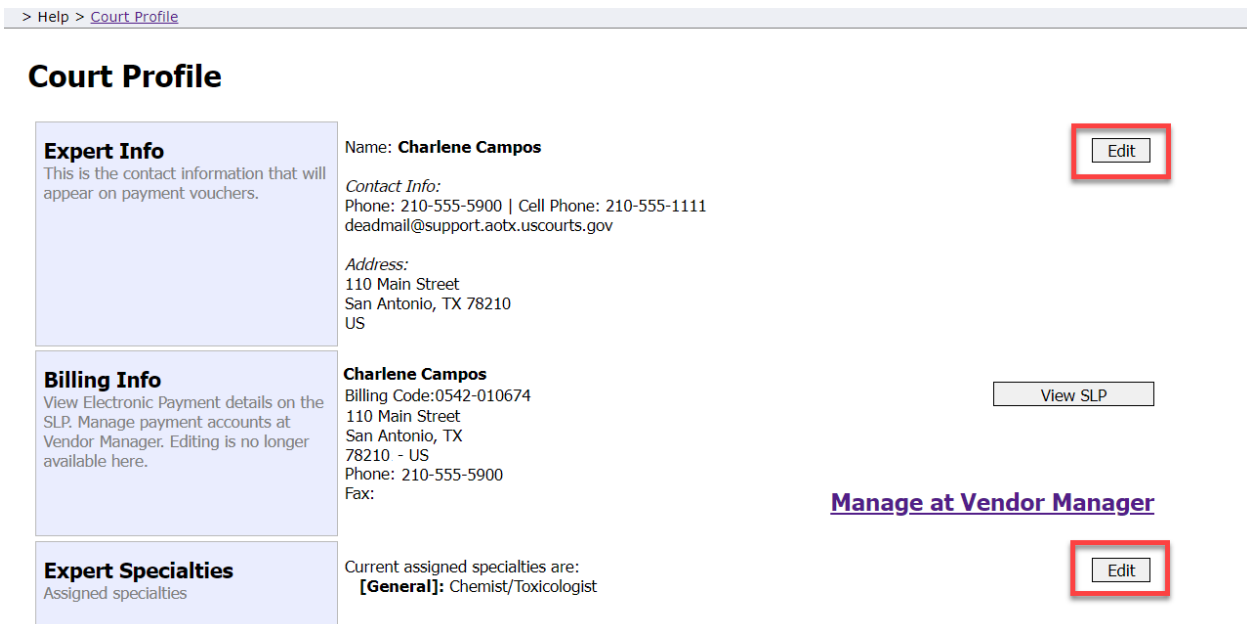 > Help > Court Profile
Court Profile
Expert Info
This is the contact information that will
appear on payment vouchers.
Name: Charlene Campos
Contact Info:
Phone: 210-555-5900 | Cell Phone: 210-555-1111
deadmail@support.aotx.uscourts.gov
Address:
110 Main Street
San Antonio, TX 78210
US
Edit
Billing Info
View Electronic Payment details on the
SLP. Manage payment accounts at
Vendor Manager. Editing is no longer
available here.
Charlene Campos
Billing Code:0542-010674
110 Main Street
San Antonio, TX
78210 - US
Phone: 210-555-5900
Fax:
View SLP
Manage at Vendor Manager
Expert Specialties
Assigned specialties
Current assigned specialties are:
[General]: Chemist/Toxicologist
Edit